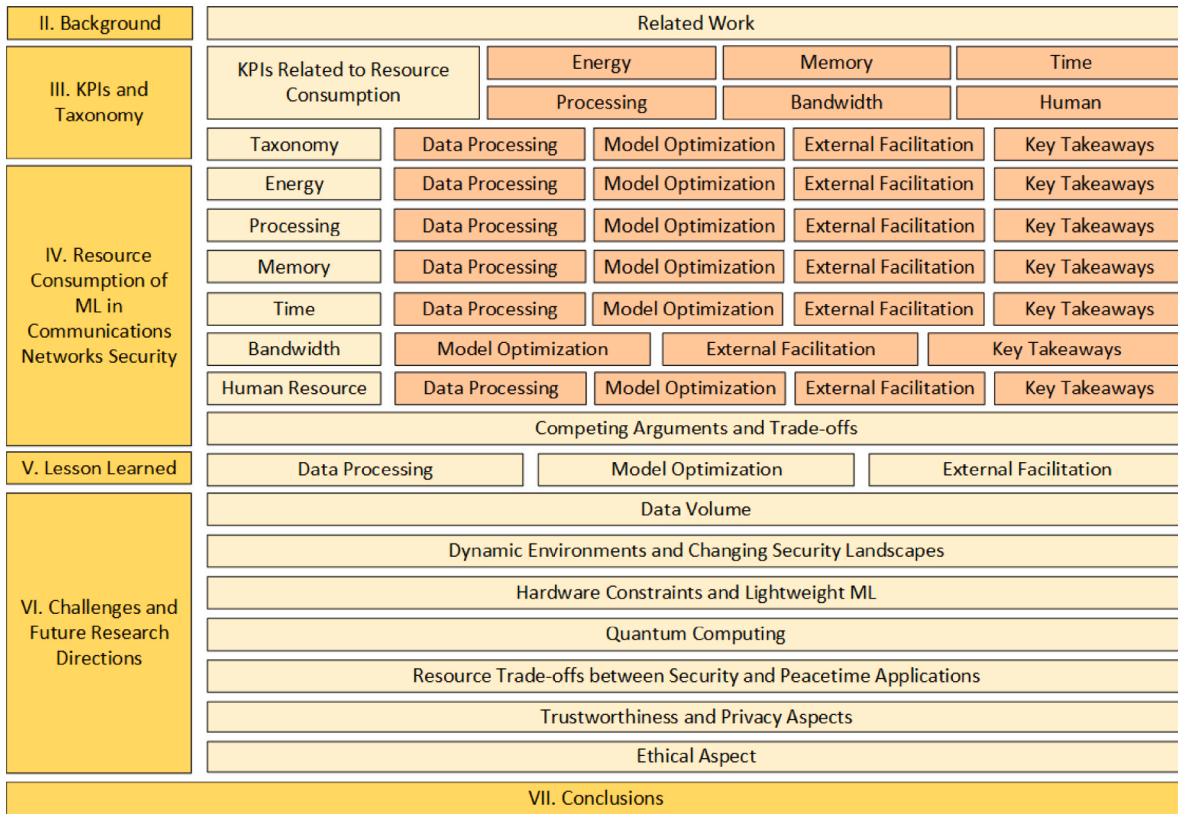 II. Background
Related Work
III. KPIs and
Taxonomy
KPIs Related to Resource
Consumption
Energy
Memory
Time
Processing
Bandwidth
Human
Taxonomy
Data Processing
Model Optimization
External Facilitation
Key Takeaways
IV. Resource
Consumption of
ML in
Communications
Networks Security
Energy
Data Processing
Model Optimization
External Facilitation
Key Takeaways
Processing
Data Processing
Model Optimization
External Facilitation
Key Takeaways
Memory
Data Processing
Model Optimization
External Facilitation
Key Takeaways
Time
Data Processing
Model Optimization
External Facilitation
Key Takeaways
Bandwidth
Model Optimization
External Facilitation
Key Takeaways
Human Resource
Data Processing
Model Optimization
External Facilitation
Key Takeaways
Competing Arguments and Trade-offs
V. Lesson Learned
Data Processing
Model Optimization
External Facilitation
VI. Challenges and
Future Research
Directions
Data Volume
Dynamic Environments and Changing Security Landscapes
Hardware Constraints and Lightweight ML
Quantum Computing
Resource Trade-offs between Security and Peacetime Applications
Trustworthiness and Privacy Aspects
Ethical Aspect
VII. Conclusions